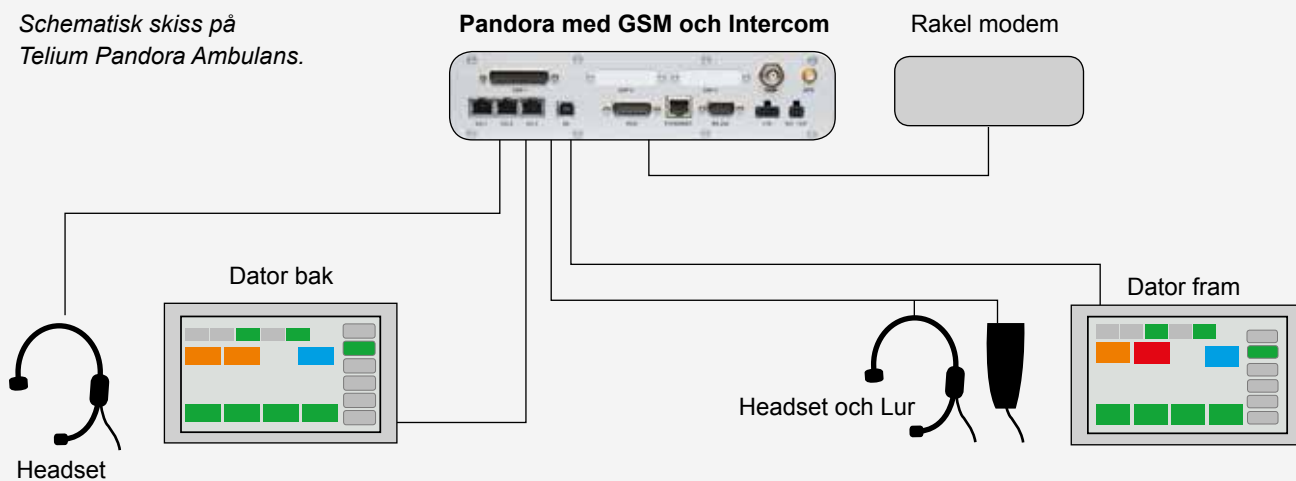 Schematisk skiss på
Telium Pandora Ambulans.
Pandora med GSM och Intercom
Rakel modem
Dator bak
Dator fram
Headset och Lur
Headset